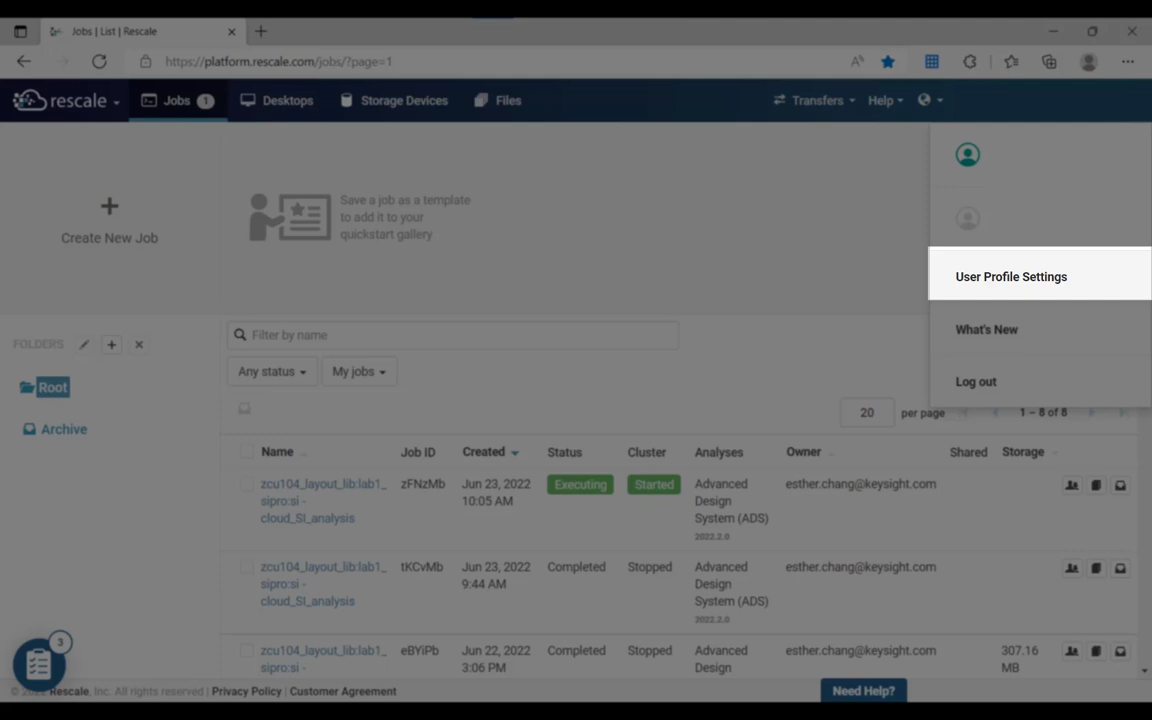 Jobs | List | Rescale
https://platform.rescale.com/jobs/?page=1
rescale Jobs 1 Desktops Storage Devices Files Transfers Help
Create New Job
Save a job as a template
to add it to your
quickstart gallery
User Profile Settings
What's New
Log out
FOLDERS
Filter by name
Root
Any status My jobs
Archive
20 per page 1 – 8 of 8
Name Job ID Created Status Cluster Analyses Owner Shared Storage
zcu104_layout_lib:lab1_ zFNzMb Jun 23, 2022 Executing Started Advanced esther.chang@keysight.com
sipro:si - 10:05 AM Design
cloud_SI_analysis System (ADS)
2022.2.0
zcu104_layout_lib:lab1_ tKCvMb Jun 23, 2022 Completed Stopped Advanced esther.chang@keysight.com
sipro:si - 9:44 AM Design
cloud_SI_analysis System (ADS)
2022.2.0
3
zcu104_layout_lib:lab1_ eBYiPb Jun 22, 2022 Completed Stopped Advanced esther.chang@keysight.com 307.16
sipro:si - 3:06 PM Design MB
© Rescale, Inc. All rights reserved | Privacy Policy | Customer Agreement Need Help?